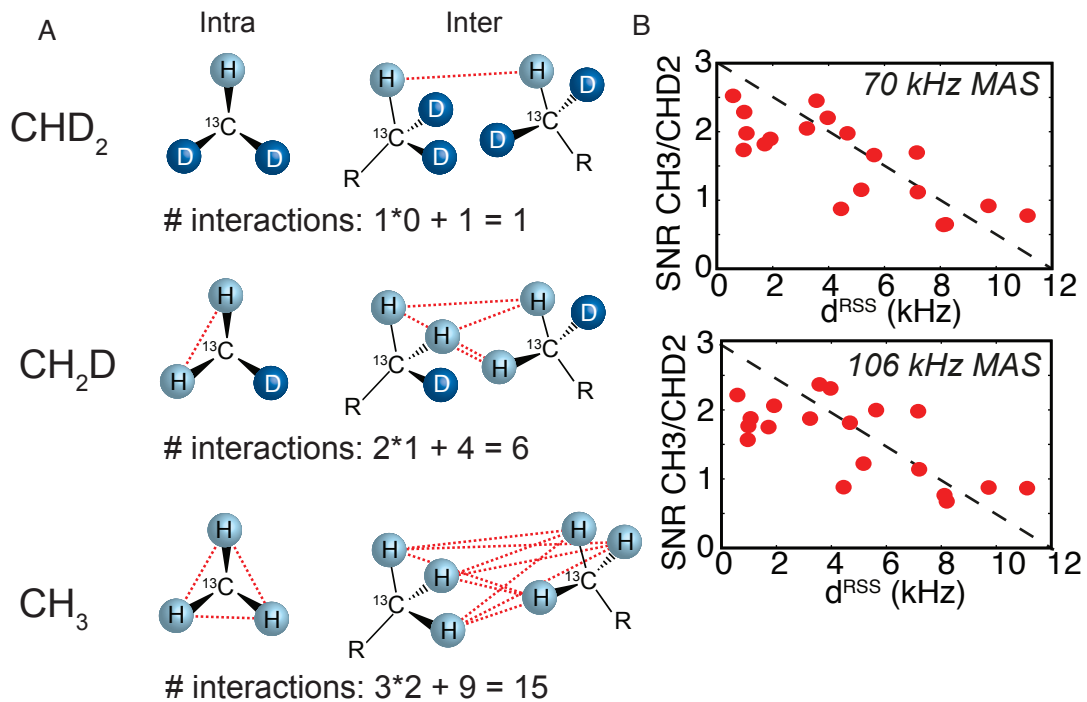 A
Intra
Inter
CHD2
H
13C
D
D
H
13C
D
D
R
H
D
13C
D
R
# interactions: 1*0 + 1 = 1
CH2D
H
13C
H
D
H
H
13C
D
R
H
D
13C
H
R
# interactions: 2*1 + 4 = 6
CH3
H
13C
H
H
H
H
13C
H
R
H
H
13C
H
R
# interactions: 3*2 + 9 = 15
B
70 kHz MAS
SNR CH3/CHD2
3
2
1
0
0 2 4 6 8 10 12
dRSS (kHz)
106 kHz MAS
SNR CH3/CHD2
3
2
1
0
0 2 4 6 8 10 12
dRSS (kHz)